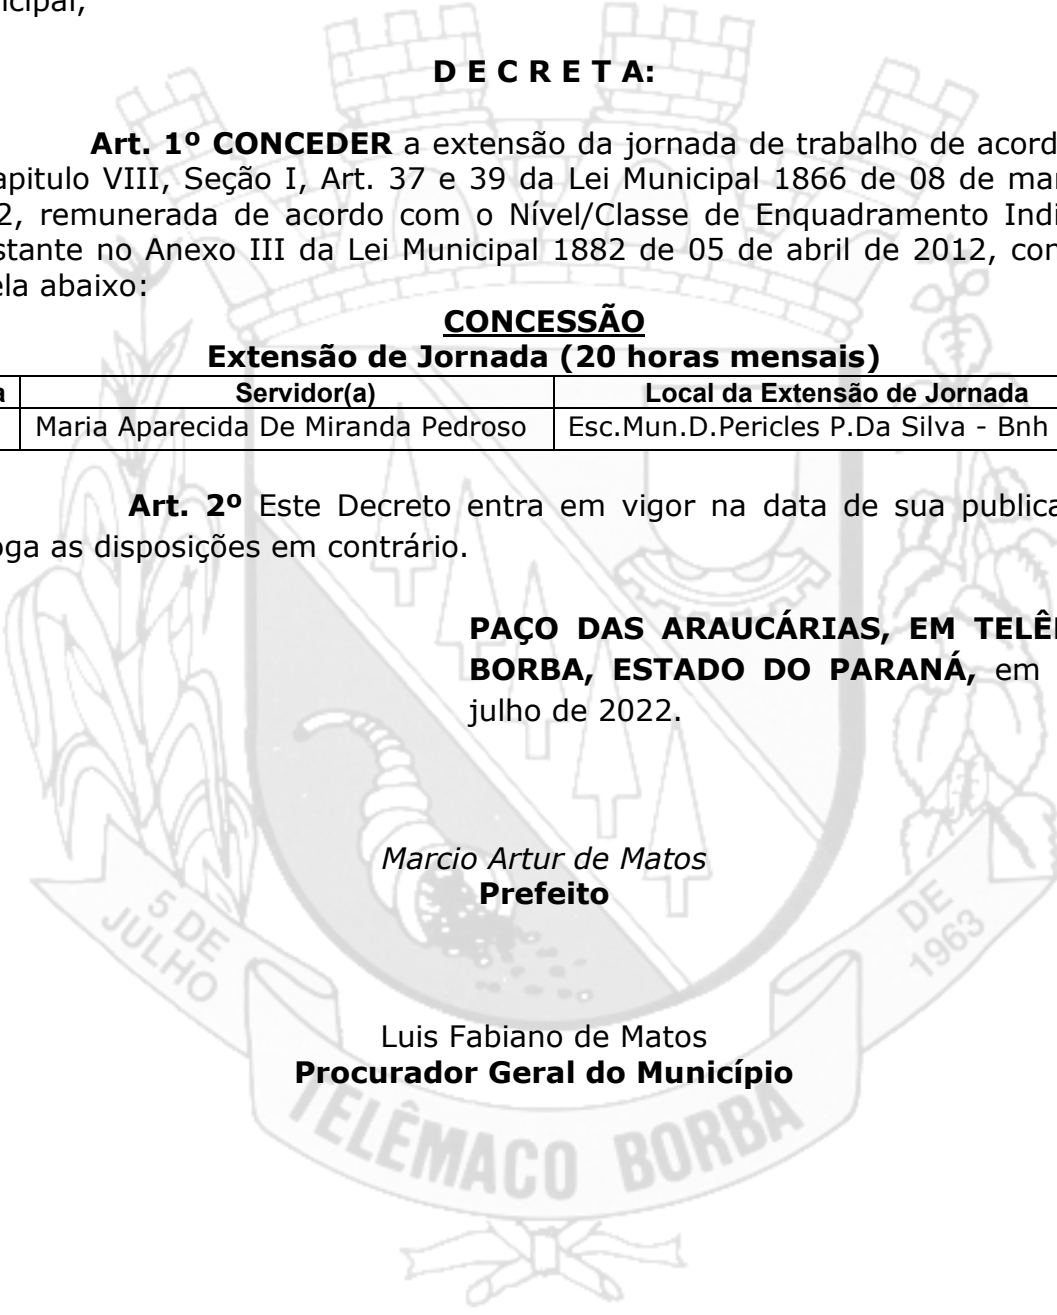 icipal,
D E C R E T A:
Art. 1º CONCEDER a extensão da jornada de trabalho de acord
apitulo VIII, Seção I, Art. 37 e 39 da Lei Municipal 1866 de 08 de mar
2, remunerada de acordo com o Nível/Classe de Enquadramento Indi
stante no Anexo III da Lei Municipal 1882 de 05 de abril de 2012, con
ela abaixo:
CONCESSÃO
Extensão de Jornada (20 horas mensais)
a Servidor(a) Local da Extensão de Jornada
Maria Aparecida De Miranda Pedroso Esc.Mun.D.Pericles P.Da Silva - Bnh
Art. 2º Este Decreto entra em vigor na data de sua publica
oga as disposições em contrário.
PAÇO DAS ARAUCÁRIAS, EM TELÊ
BORBA, ESTADO DO PARANÁ, em
julho de 2022.
Marcio Artur de Matos
Prefeito
5 DE
JULHO
DE
1963
Luis Fabiano de Matos
Procurador Geral do Município
TELÊMACO BORBA